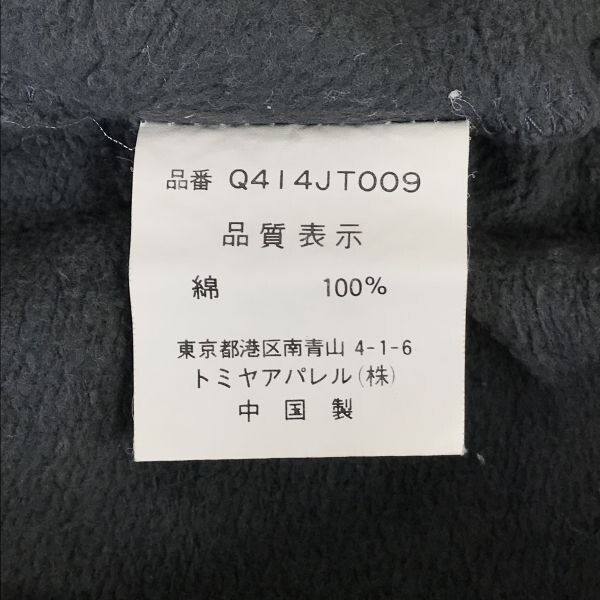 品番 Q414JT009
品質表示
綿 100%
東京都港区南青山 4-1-6
トミヤアパレル(株)
中国製